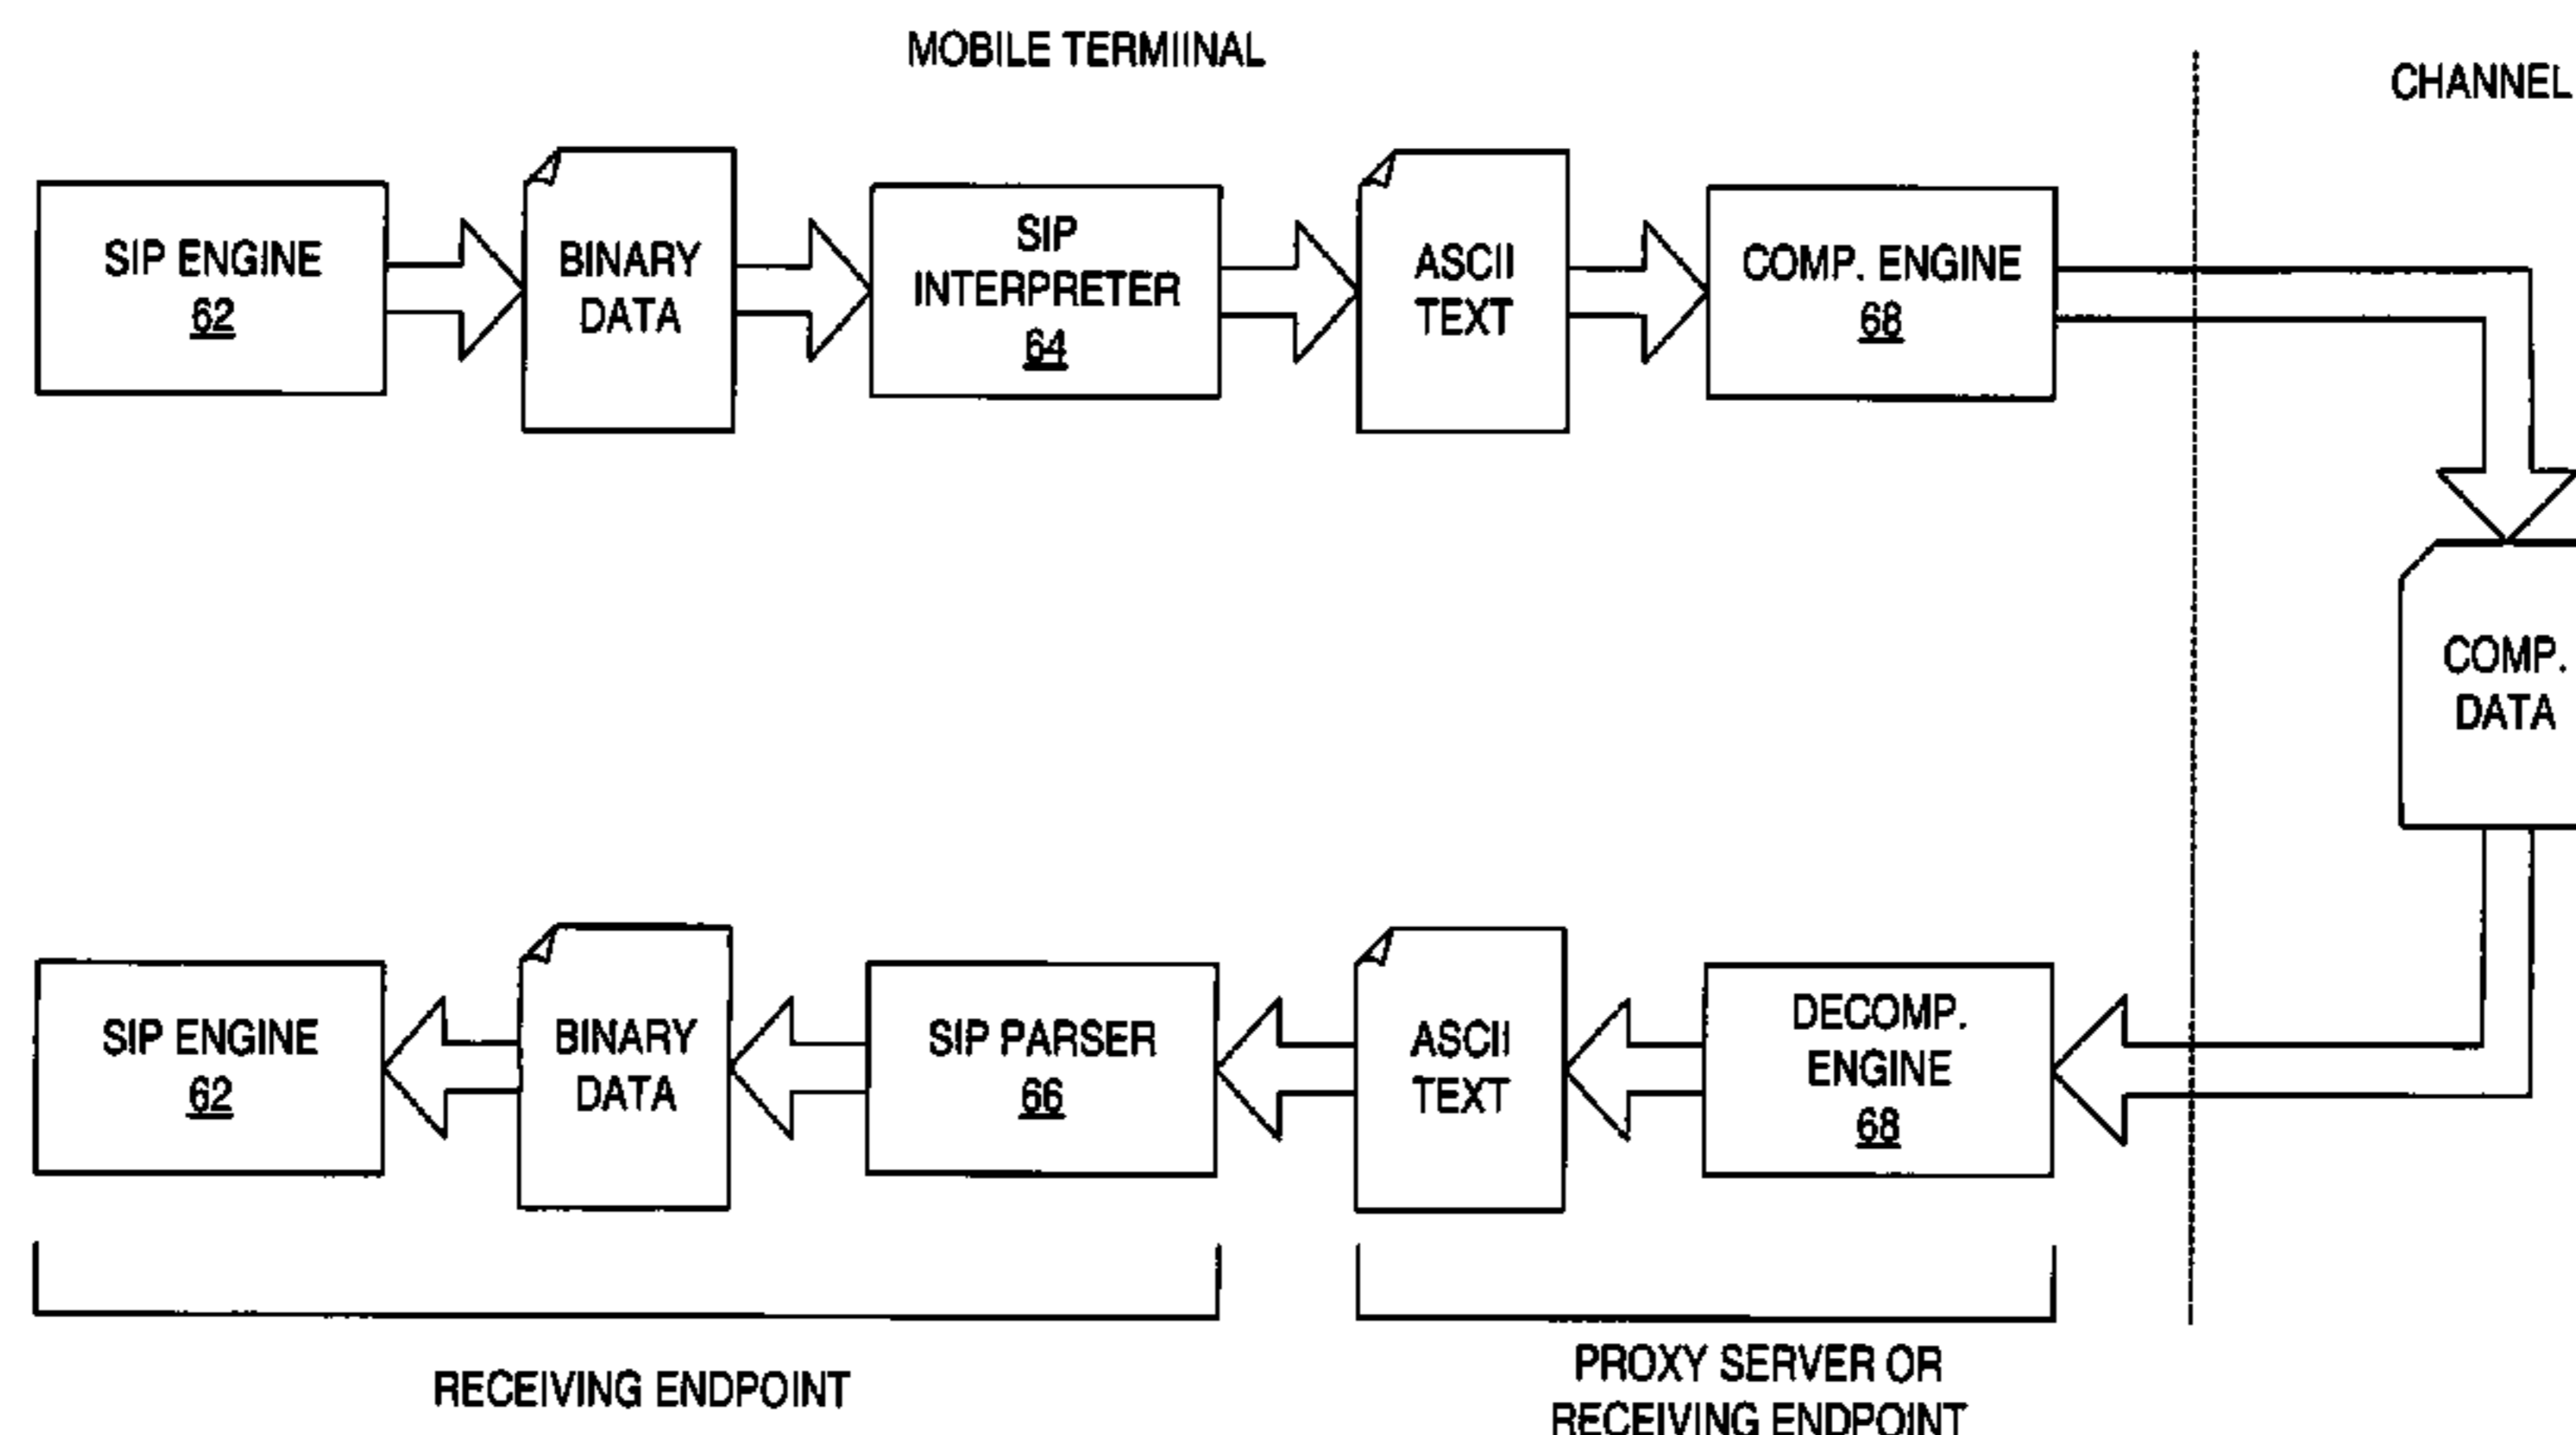 MOBILE TERMIINAL
CHANNEL
SIP ENGINE
62
BINARY
DATA
SIP
INTERPRETER
64
ASCII
TEXT
COMP. ENGINE
68
COMP.
DATA
SIP ENGINE
62
BINARY
DATA
SIP PARSER
66
ASCII
TEXT
DECOMP.
ENGINE
68
RECEIVING ENDPOINT
PROXY SERVER OR
RECEIVING ENDPOINT